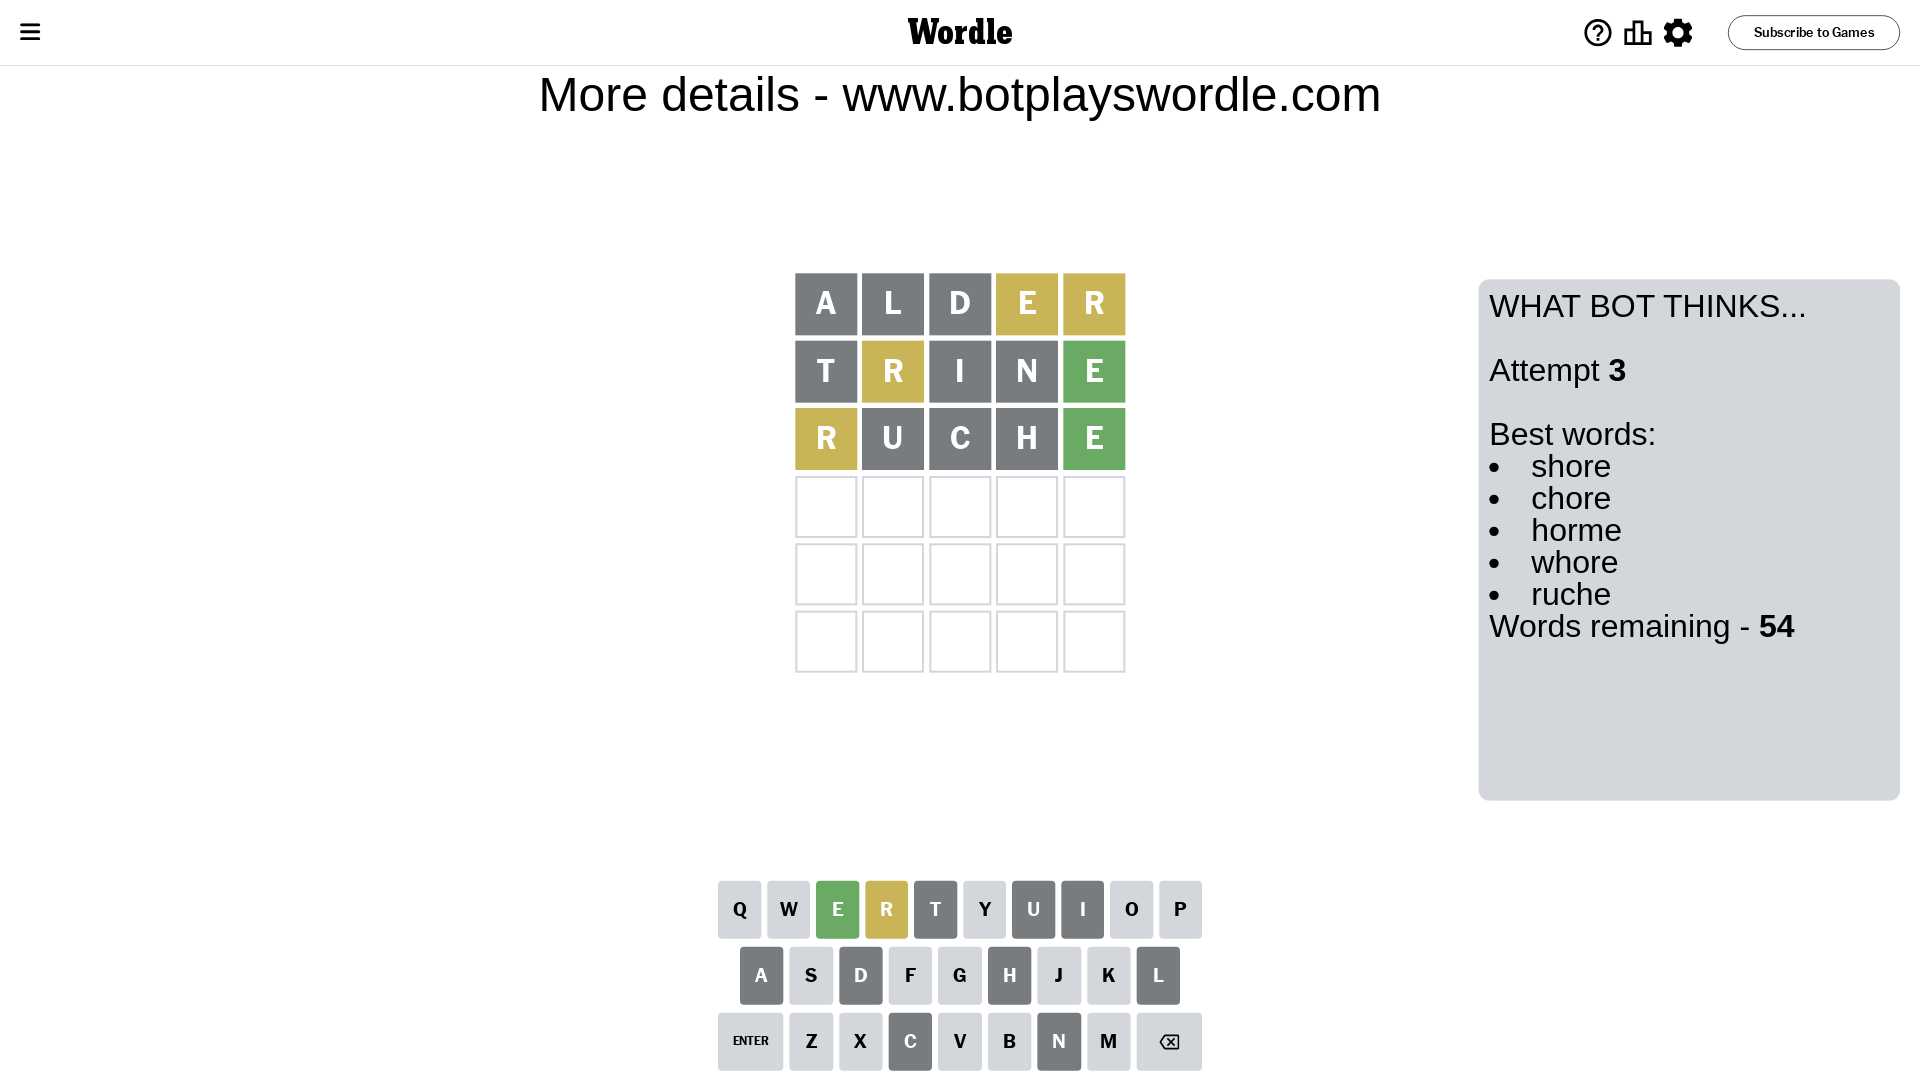 Wordle
Subscribe to Games
More details - www.botplayswordle.com
A L D E R
T R I N E
R U C H E
WHAT BOT THINKS...
Attempt 3
Best words:
• shore
• chore
• horme
• whore
• ruche
Words remaining - 54
Q W E R T Y U I O P
A S D F G H J K L
ENTER Z X C V B N M